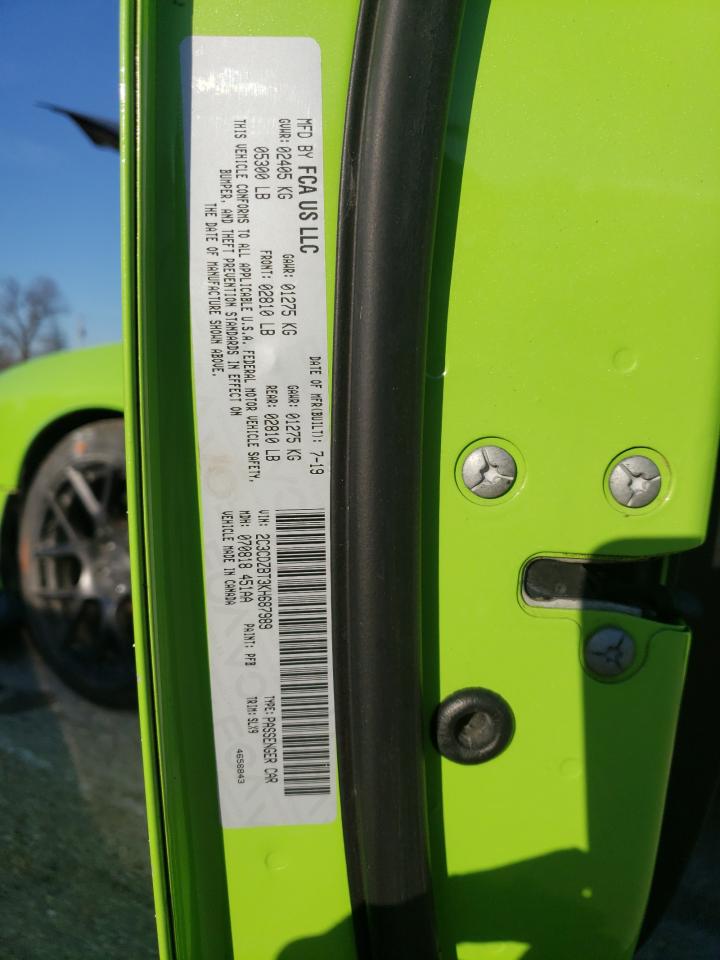 MFD BY FCA US LLC
DATE OF MFR(BUILT): 7-19
GVWR: 02405 KG
05300 LB
GAWR: 01275 KG
FRONT: 02810 LB
GAWR: 01275 KG
REAR: 02810 LB
THIS VEHICLE CONFORMS TO ALL APPLICABLE U.S.A. FEDERAL MOTOR VEHICLE SAFETY,
BUMPER, AND THEFT PREVENTION STANDARDS IN EFFECT ON
THE DATE OF MANUFACTURE SHOWN ABOVE.
VIN: 2C3CDZBT3KH687989
TYPE: PASSENGER CAR
MDH: 070818 451AA
PAINT: PFB
TRIM: SLX9
VEHICLE MADE IN CANADA
4658843